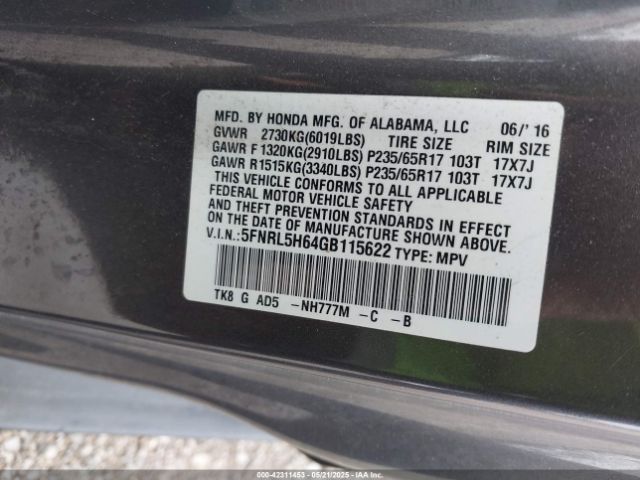 MFD. BY HONDA MFG. OF ALABAMA, LLC 06/'16
GVWR 2730KG(6019LBS) TIRE SIZE RIM SIZE
GAWR F1320KG(2910LBS) P235/65R17 103T 17X7J
GAWR R1515KG(3340LBS) P235/65R17 103T 17X7J
THIS VEHICLE CONFORMS TO ALL APPLICABLE
FEDERAL MOTOR VEHICLE SAFETY
AND THEFT PREVENTION STANDARDS IN EFFECT
ON THE DATE OF MANUFACTURE SHOWN ABOVE.
V.I.N.:5FNRL5H64GB115622 TYPE: MPV
TK8 G AD5 -NH777M -C -B
000-42311453 - 05/21/2025 - IAA Inc.